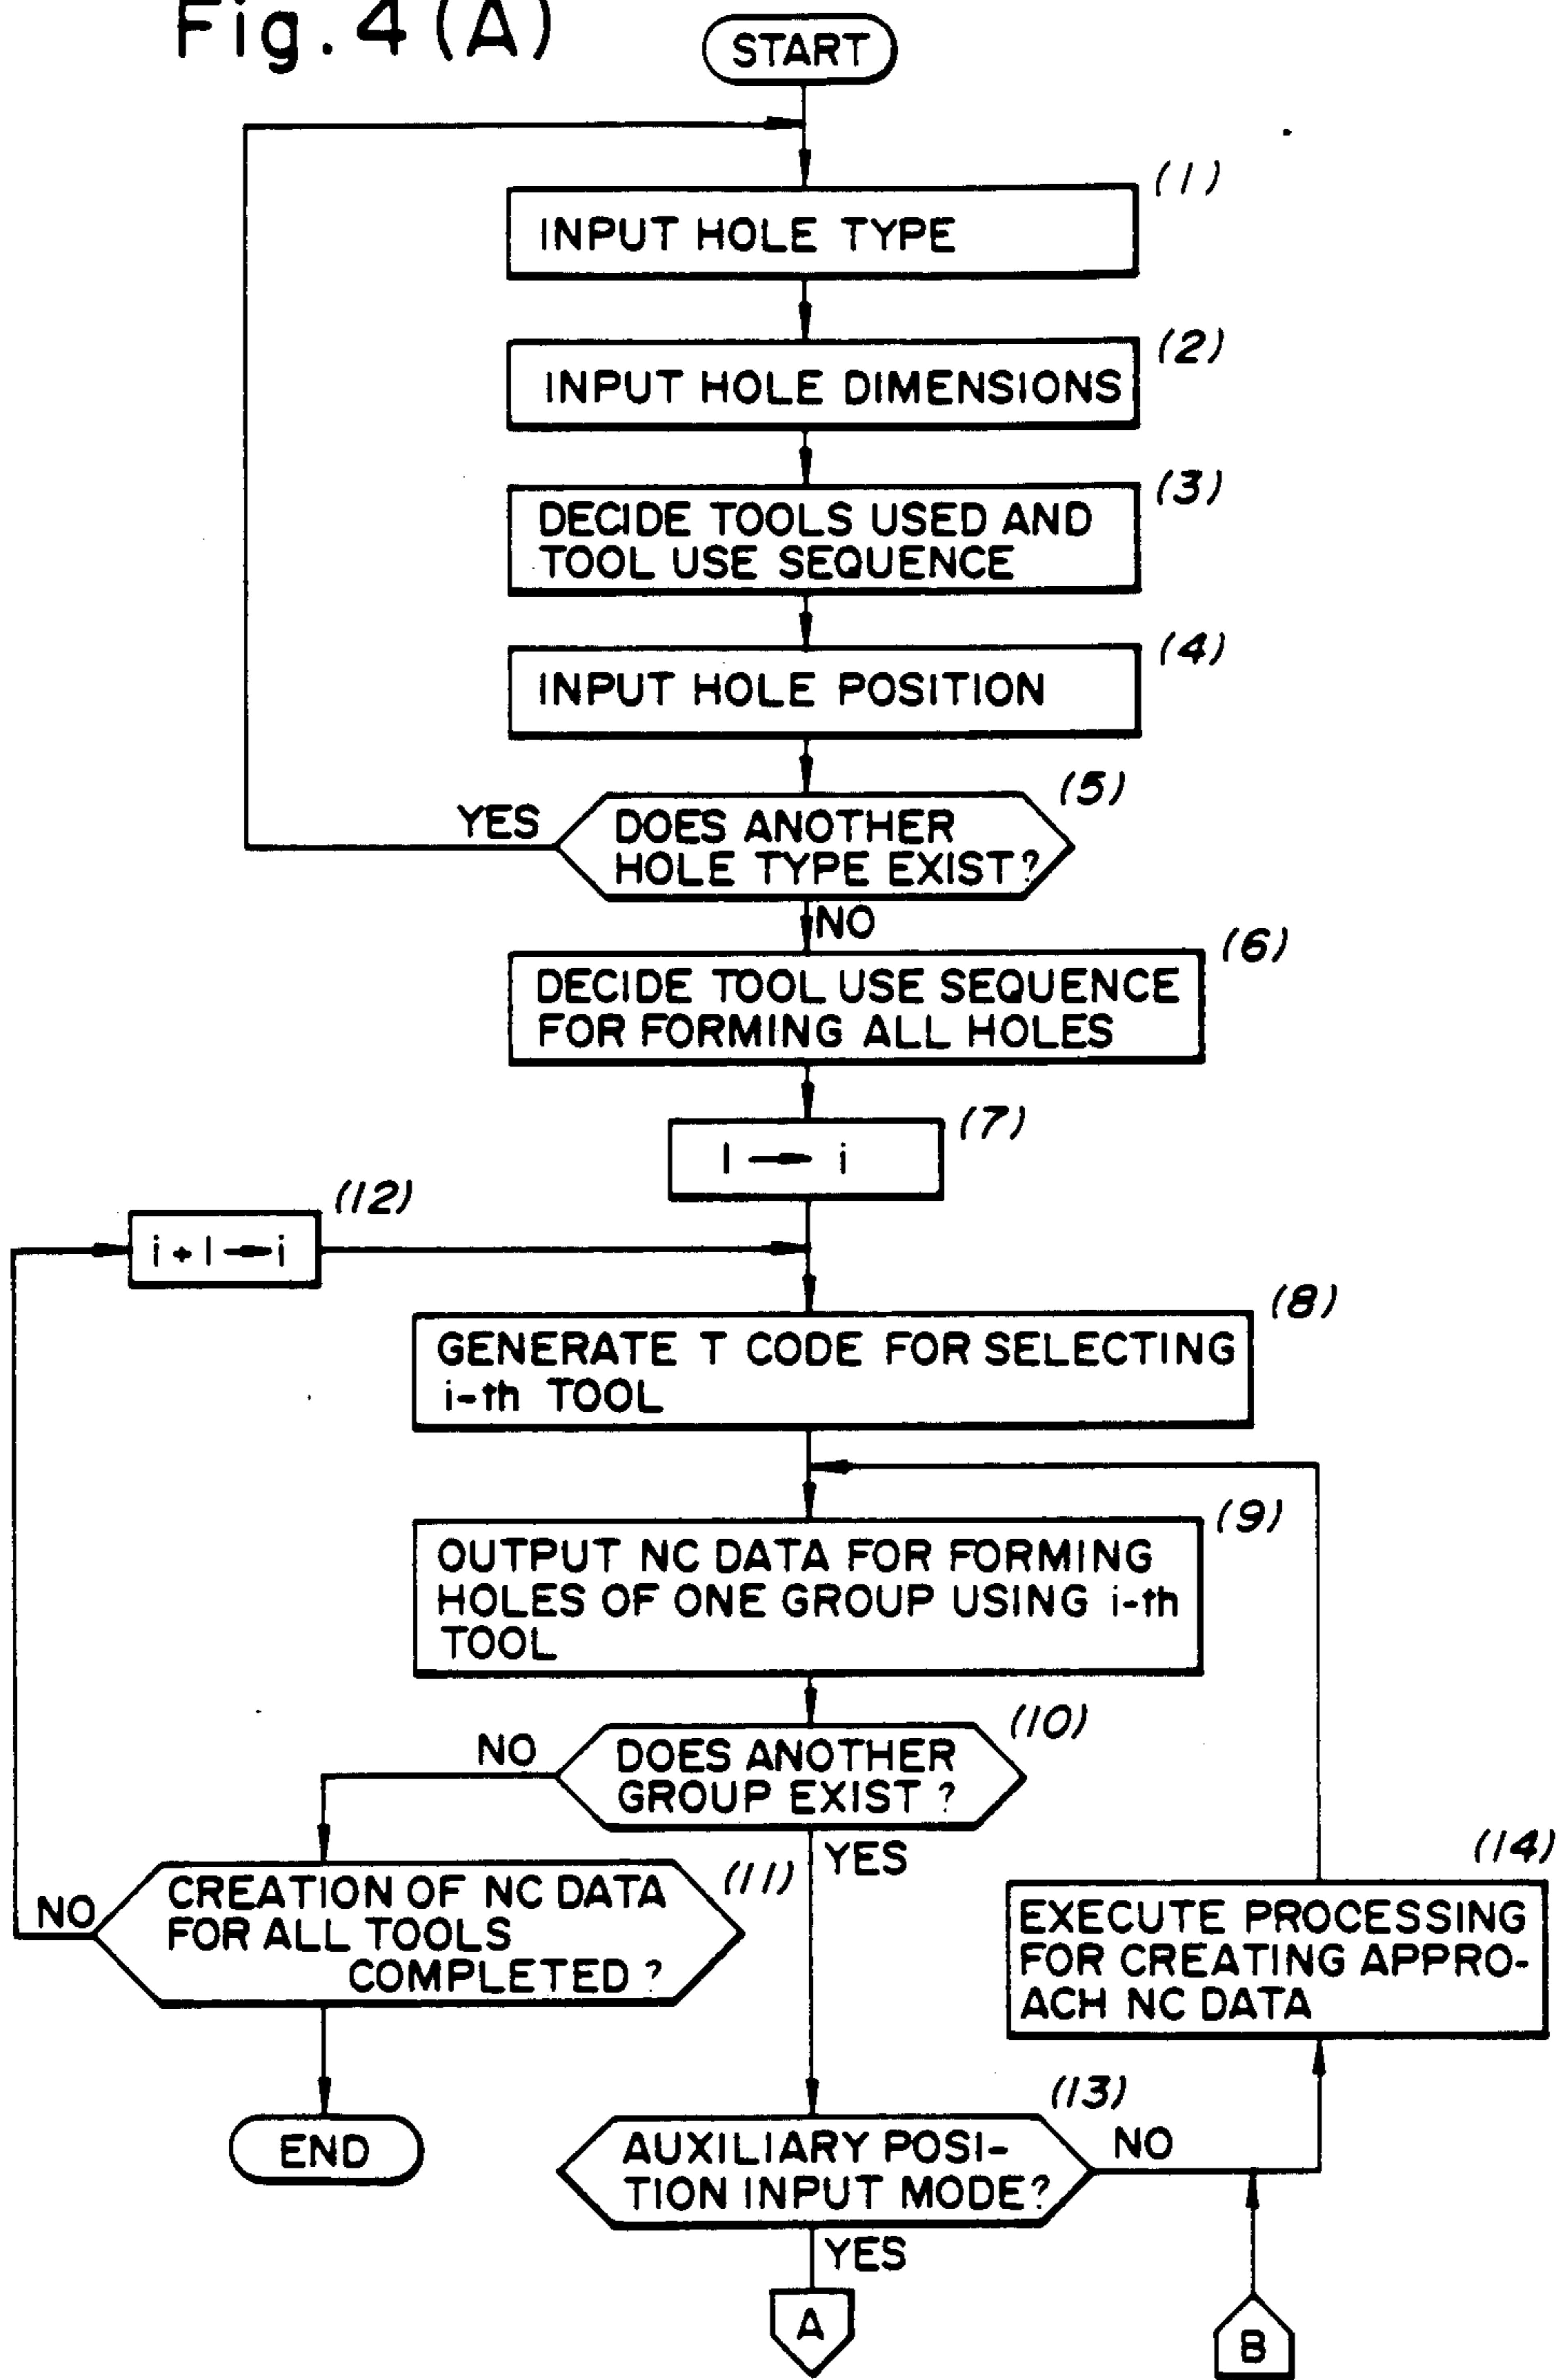 Fig. 4 (A)
START
(1)
INPUT HOLE TYPE
(2)
INPUT HOLE DIMENSIONS
(3)
DECIDE TOOLS USED AND
TOOL USE SEQUENCE
(4)
INPUT HOLE POSITION
(5)
YES
DOES ANOTHER
HOLE TYPE EXIST?
NO
(6)
DECIDE TOOL USE SEQUENCE
FOR FORMING ALL HOLES
(7)
1 → i
(12)
i + 1 → i
(8)
GENERATE T CODE FOR SELECTING
i-th TOOL
(9)
OUTPUT NC DATA FOR FORMING
HOLES OF ONE GROUP USING i-th
TOOL
(10)
NO
DOES ANOTHER
GROUP EXIST ?
YES
(11)
NO
CREATION OF NC DATA
FOR ALL TOOLS
COMPLETED ?
(14)
EXECUTE PROCESSING
FOR CREATING APPRO-
ACH NC DATA
END
(13)
AUXILIARY POSI-
TION INPUT MODE?
NO
YES
A
B